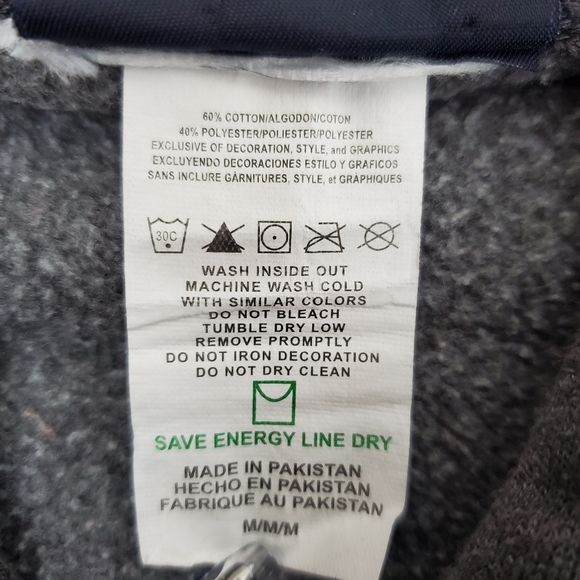 60% COTTON/ALGODON/COTON
40% POLYESTER/POLIESTER/POLYESTER
EXCLUSIVE OF DECORATION, STYLE, and GRAPHICS
EXCLUYENDO DECORACIONES ESTILO Y GRAFICOS
SANS INCLURE GÀRNITURES, STYLE, et GRAPHIQUES
30C
WASH INSIDE OUT
MACHINE WASH COLD
WITH SIMILAR COLORS
DO NOT BLEACH
TUMBLE DRY LOW
REMOVE PROMPTLY
DO NOT IRON DECORATION
DO NOT DRY CLEAN
SAVE ENERGY LINE DRY
MADE IN PAKISTAN
HECHO EN PAKISTAN
FABRIQUE AU PAKISTAN
M/M/M